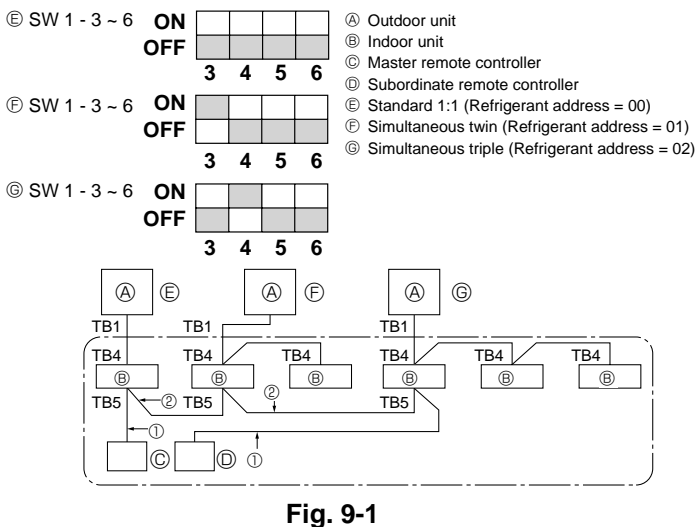 Ⓔ SW 1 - 3 ~ 6 ON
OFF
3 4 5 6
Ⓕ SW 1 - 3 ~ 6 ON
OFF
3 4 5 6
Ⓖ SW 1 - 3 ~ 6 ON
OFF
3 4 5 6
Ⓐ Outdoor unit
Ⓑ Indoor unit
Ⓒ Master remote controller
Ⓓ Subordinate remote controller
Ⓔ Standard 1:1 (Refrigerant address = 00)
Ⓕ Simultaneous twin (Refrigerant address = 01)
Ⓖ Simultaneous triple (Refrigerant address = 02)
Ⓐ Ⓔ Ⓐ Ⓕ Ⓐ Ⓖ
TB1 TB1 TB1
TB4 TB4 TB4 TB4 TB4 TB4
Ⓑ Ⓑ Ⓑ Ⓑ Ⓑ Ⓑ
TB5 ② TB5 ② TB5
① Ⓒ Ⓓ ①
Fig. 9-1